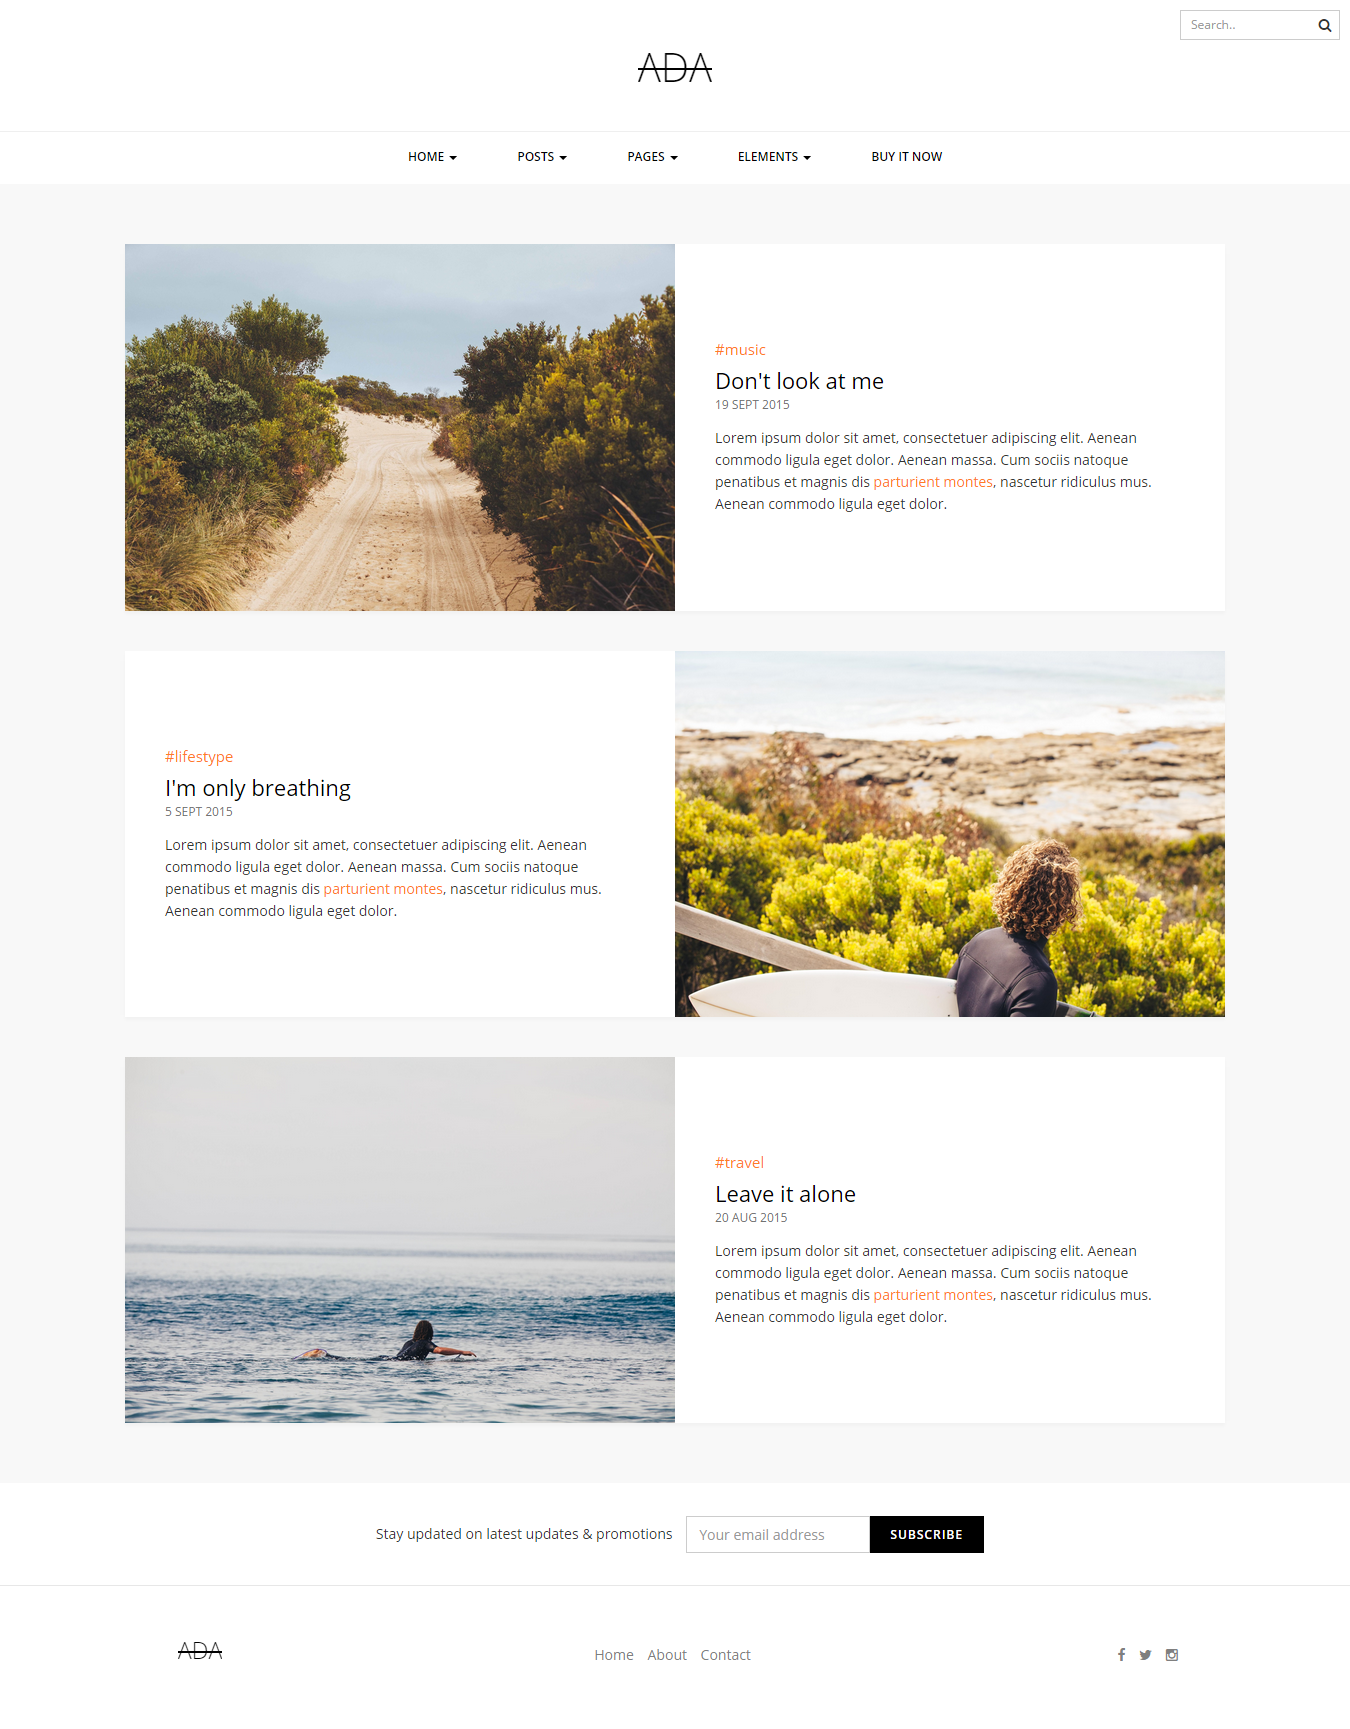 Search..
ADA
HOME
POSTS
PAGES
ELEMENTS
BUY IT NOW
#music
Don't look at me
19 SEPT 2015
Lorem ipsum dolor sit amet, consectetuer adipiscing elit. Aenean
commodo ligula eget dolor. Aenean massa. Cum sociis natoque
penatibus et magnis dis parturient montes, nascetur ridiculus mus.
Aenean commodo ligula eget dolor.
#lifestype
I'm only breathing
5 SEPT 2015
Lorem ipsum dolor sit amet, consectetuer adipiscing elit. Aenean
commodo ligula eget dolor. Aenean massa. Cum sociis natoque
penatibus et magnis dis parturient montes, nascetur ridiculus mus.
Aenean commodo ligula eget dolor.
#travel
Leave it alone
20 AUG 2015
Lorem ipsum dolor sit amet, consectetuer adipiscing elit. Aenean
commodo ligula eget dolor. Aenean massa. Cum sociis natoque
penatibus et magnis dis parturient montes, nascetur ridiculus mus.
Aenean commodo ligula eget dolor.
Stay updated on latest updates & promotions
Your email address
SUBSCRIBE
ADA
Home About Contact